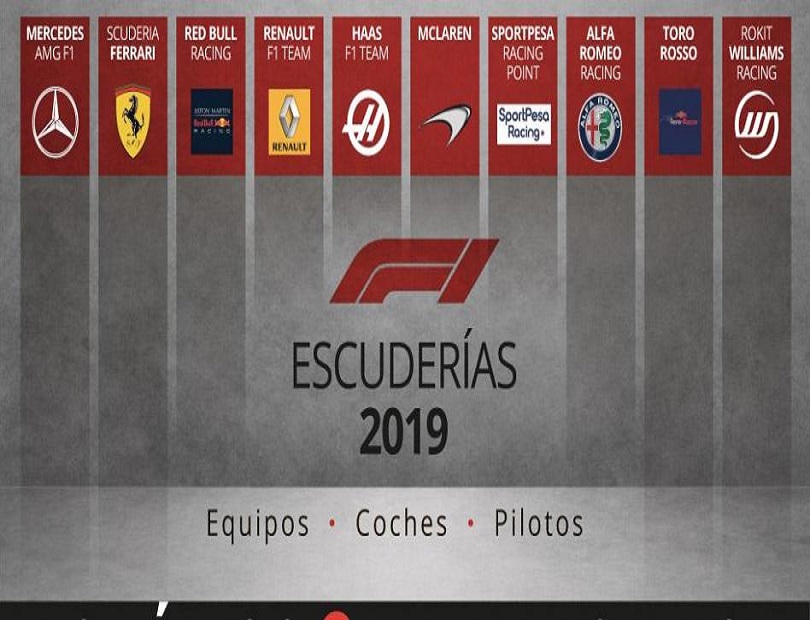 MERCEDES
AMG F1
SCUDERIA
FERRARI
RED BULL
RACING
RENAULT
F1 TEAM
HAAS
F1 TEAM
MCLAREN
SPORTPESA
RACING
POINT
ALFA
ROMEO
RACING
TORO
ROSSO
ROKIT
WILLIAMS
RACING
ASTON MARTIN
Red Bull
RACING
RENAULT
SportPesa
Racing
ALFA ROMEO
Toro Rosso
F1
ESCUDERÍAS
2019
Equipos • Coches • Pilotos